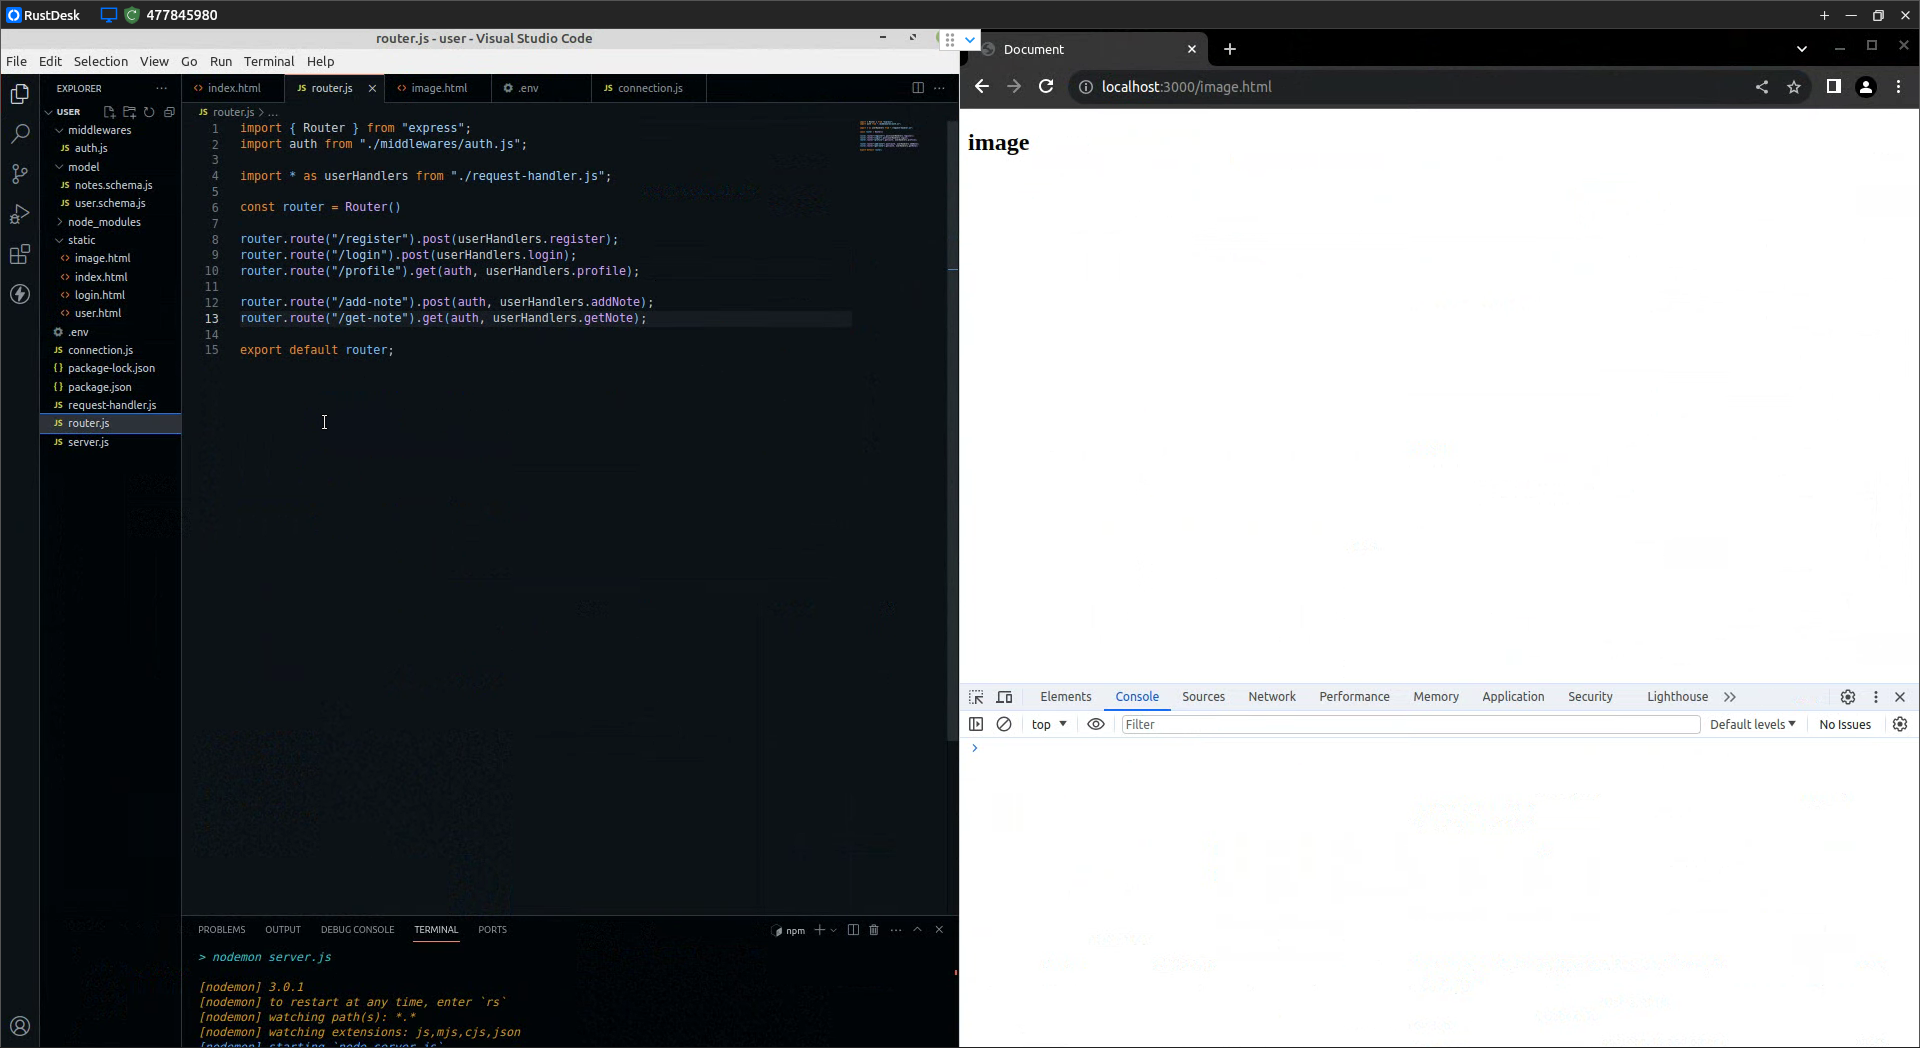 RustDesk 477845980
router.js - user - Visual Studio Code
File Edit Selection View Go Run Terminal Help
EXPLORER
USER
middlewares
auth.js
model
notes.schema.js
user.schema.js
node_modules
static
image.html
index.html
login.html
user.html
.env
connection.js
package-lock.json
package.json
request-handler.js
router.js
server.js
index.html router.js image.html .env connection.js
router.js > ...
1 import { Router } from "express";
2 import auth from "./middlewares/auth.js";
3
4 import * as userHandlers from "./request-handler.js";
5
6 const router = Router()
7
8 router.route("/register").post(userHandlers.register);
9 router.route("/login").post(userHandlers.login);
10 router.route("/profile").get(auth, userHandlers.profile);
11
12 router.route("/add-note").post(auth, userHandlers.addNote);
13 router.route("/get-note").get(auth, userHandlers.getNote);
14
15 export default router;
PROBLEMS OUTPUT DEBUG CONSOLE TERMINAL PORTS npm
> nodemon server.js
[nodemon] 3.0.1
[nodemon] to restart at any time, enter `rs`
[nodemon] watching path(s): *.*
[nodemon] watching extensions: js,mjs,cjs,json
[nodemon] starting `node server.js`
Document
localhost:3000/image.html
image
Elements Console Sources Network Performance Memory Application Security Lighthouse
top Filter Default levels No Issues